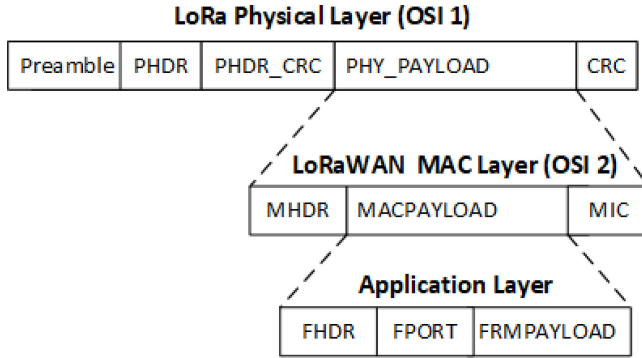 LoRa Physical Layer (OSI 1)
Preamble PHDR PHDR_CRC PHY_PAYLOAD CRC
LoRaWAN MAC Layer (OSI 2)
MHDR MACPAYLOAD MIC
Application Layer
FHDR FPORT FRMPAYLOAD